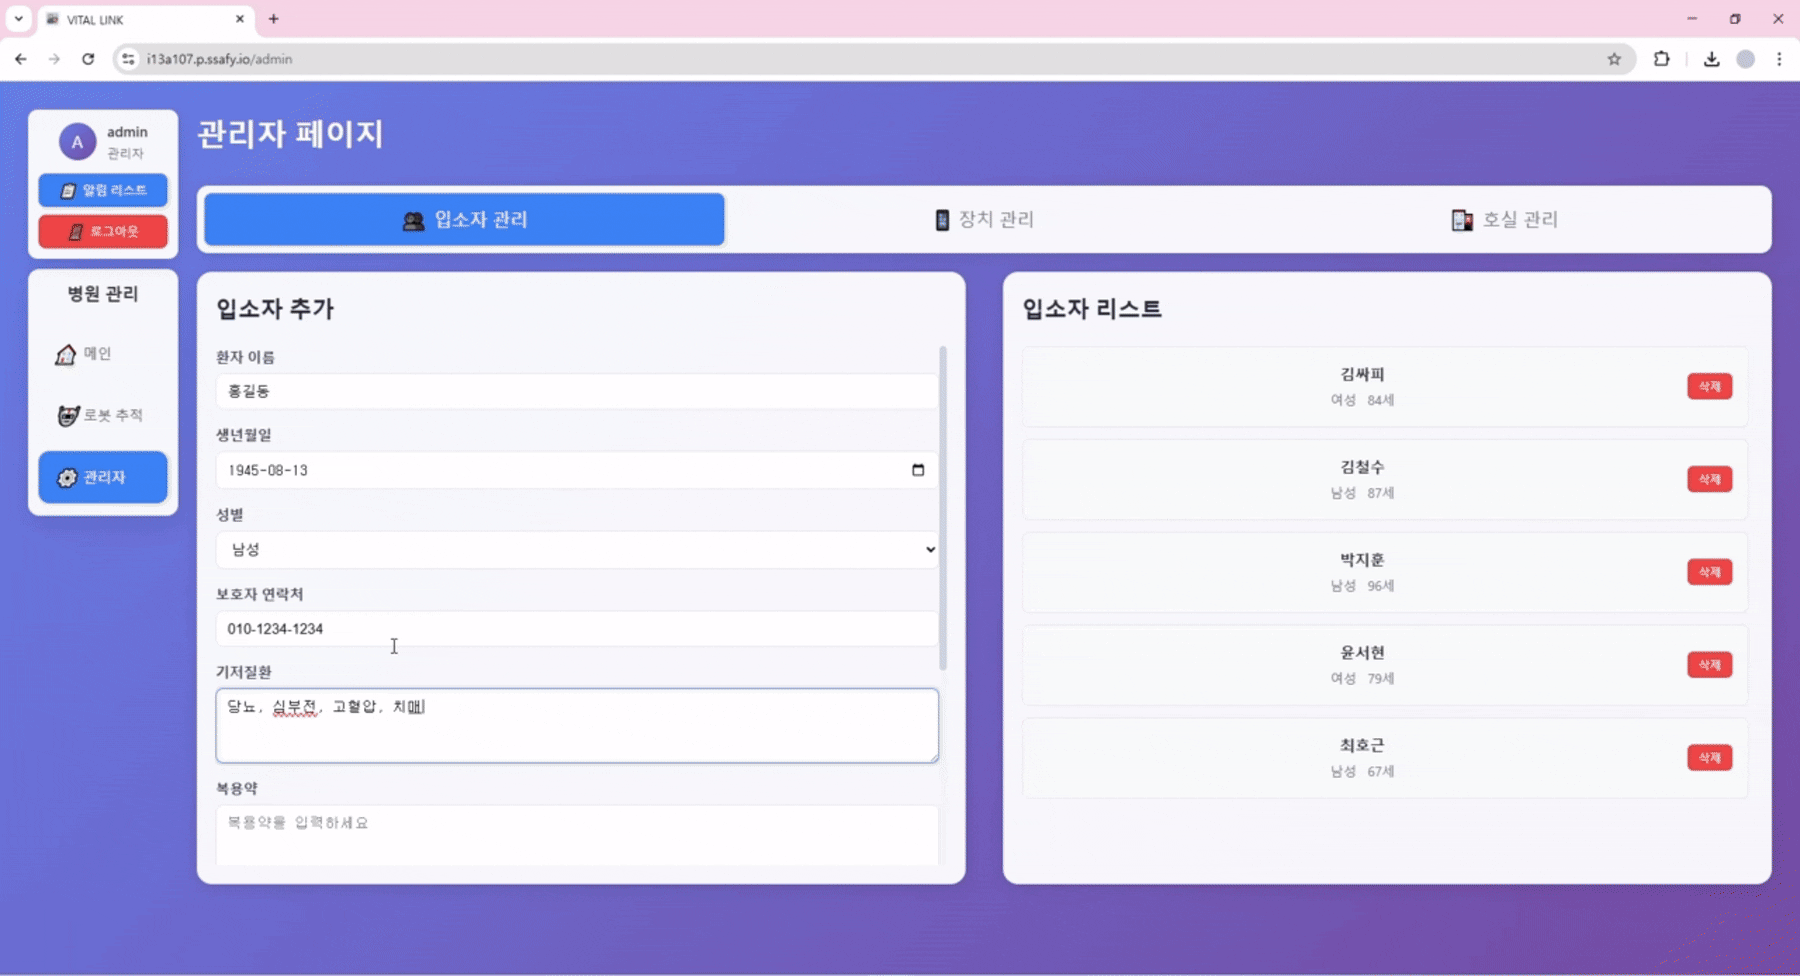 VITAL LINK
i13a107.p.ssafy.io/admin
A
admin
관리자
알림 리스트
로그아웃
병원 관리
메인
로봇 추적
관리자
관리자 페이지
입소자 관리
장치 관리
호실 관리
입소자 추가
환자 이름
홍길동
생년월일
1945-08-13
성별
남성
보호자 연락처
010-1234-1234
기저질환
당뇨, 심부전, 고혈압, 치매
복용약
복용약을 입력하세요
입소자 리스트
김싸피
여성 84세
삭제
김철수
남성 87세
삭제
박지훈
남성 96세
삭제
윤서현
여성 79세
삭제
최호근
남성 67세
삭제